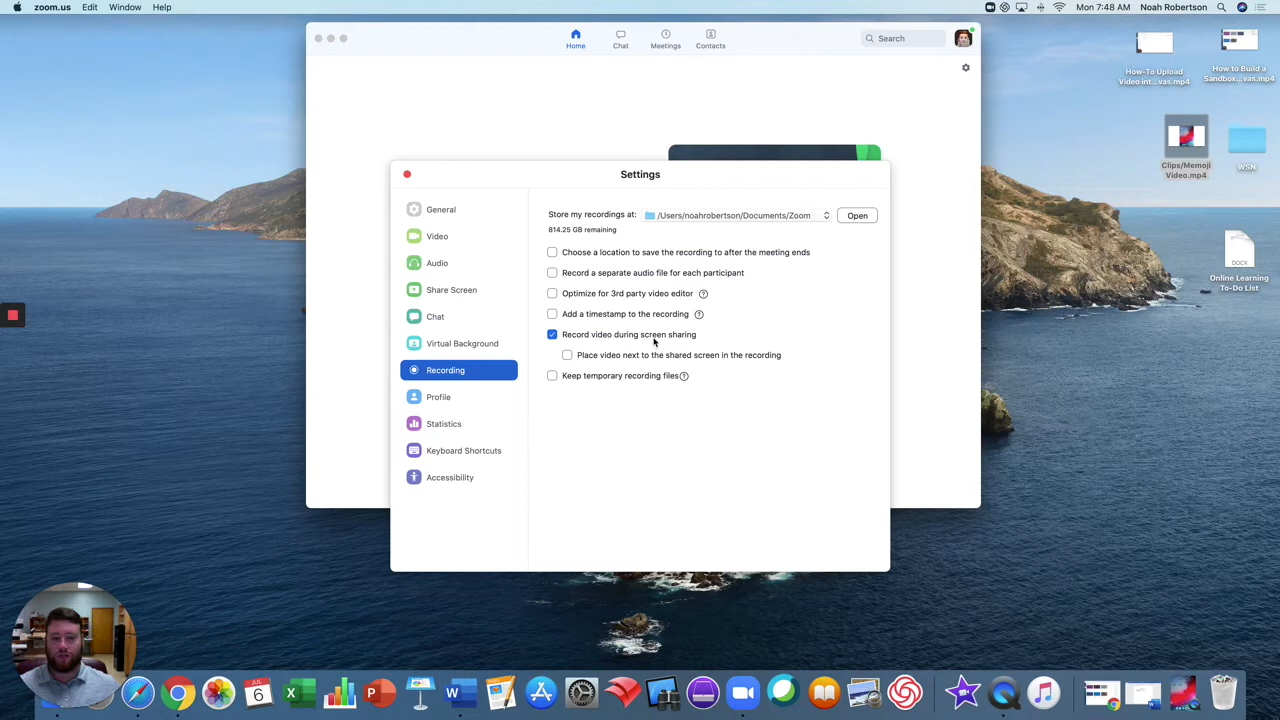 zoom.us Edit Window Help Mon 7:48 AM Noah Robertson
Home Chat Meetings Contacts Search
How-To Upload
Video int...vas.mp4
How to Build a
Sandbox...vas.mp4
Clips/Memoji
Video.mp4
WSN
DOCX
Online Learning
To-Do List
Settings
General
Video
Audio
Share Screen
Chat
Virtual Background
Recording
Profile
Statistics
Keyboard Shortcuts
Accessibility
Store my recordings at: /Users/noahrobertson/Documents/Zoom Open
814.25 GB remaining
Choose a location to save the recording to after the meeting ends
Record a separate audio file for each participant
Optimize for 3rd party video editor ?
Add a timestamp to the recording ?
Record video during screen sharing
Place video next to the shared screen in the recording
Keep temporary recording files ?
JUL
6
X
P
W